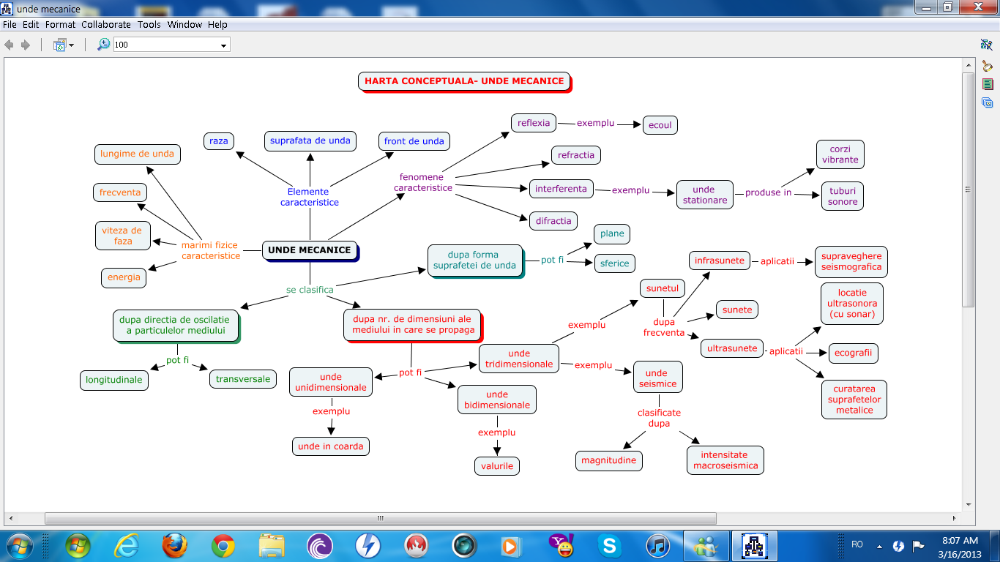 unde mecanice
File Edit Format Collaborate Tools Window Help
100
HARTA CONCEPTUALA- UNDE MECANICE
reflexia
exemplu
ecoul
raza
suprafata de unda
front de unda
lungime de unda
refractia
corzi
vibrante
fenomene
caracteristice
Elemente
caracteristice
frecventa
interferenta
exemplu
unde
stationare
produse in
tuburi
sonore
difractia
viteza de
faza
marimi fizice
caracteristice
UNDE MECANICE
energia
plane
dupa forma
suprafetei de unda
pot fi
sferice
infrasunete
aplicatii
supraveghere
seismografica
se clasifica
sunetul
locatie
ultrasonora
(cu sonar)
dupa directia de oscilatie
a particulelor mediului
dupa nr. de dimensiuni ale
mediului in care se propaga
exemplu
dupa
frecventa
sunete
ultrasunete
aplicatii
ecografii
pot fi
longitudinale
transversale
pot fi
unde
tridimensionale
exemplu
unde
seismice
unde
unidimensionale
unde
bidimensionale
curatarea
suprafetelor
metalice
exemplu
unde in coarda
exemplu
valurile
clasificate
dupa
magnitudine
intensitate
macroseismica
RO
8:07 AM
3/16/2013